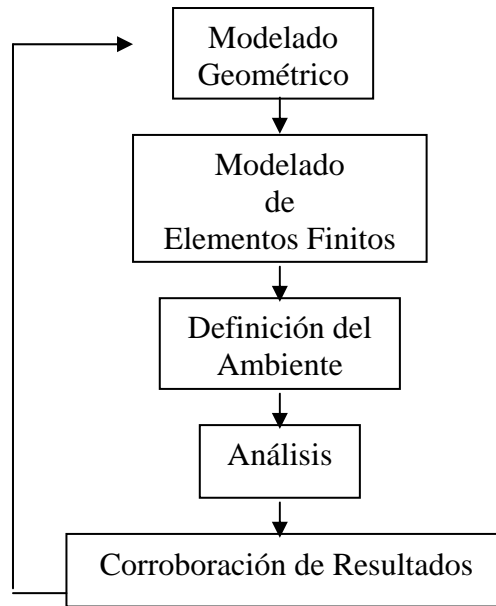 Modelado
Geométrico
Modelado
de
Elementos Finitos
Definición del
Ambiente
Análisis
Corroboración de Resultados